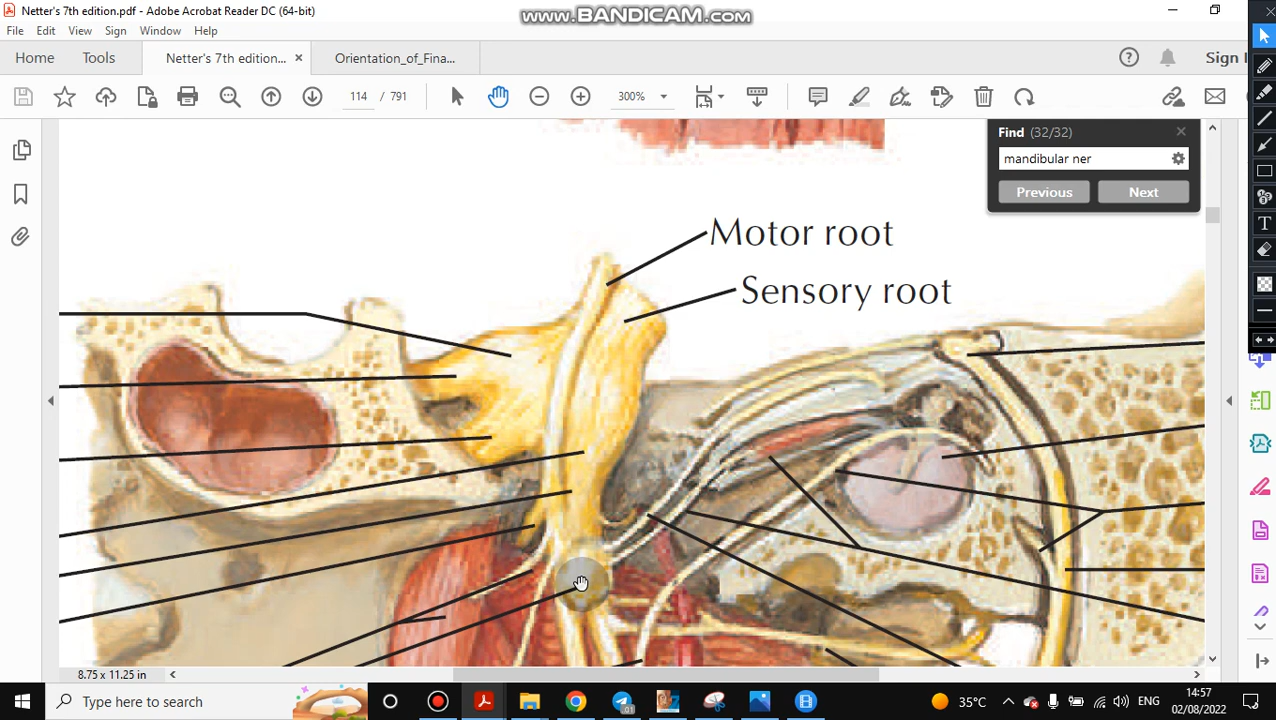 Netter's 7th edition.pdf - Adobe Acrobat Reader DC (64-bit)
www.BANDICAM.com
File Edit View Sign Window Help
Home Tools Netter's 7th edition... × Orientation_of_Fina...
Sign I
114 / 791
300%
Find (32/32)
mandibular ner
Previous Next
Motor root
Sensory root
8.75 x 11.25 in
Type here to search
01
35°C
ENG
14:57
02/08/2022